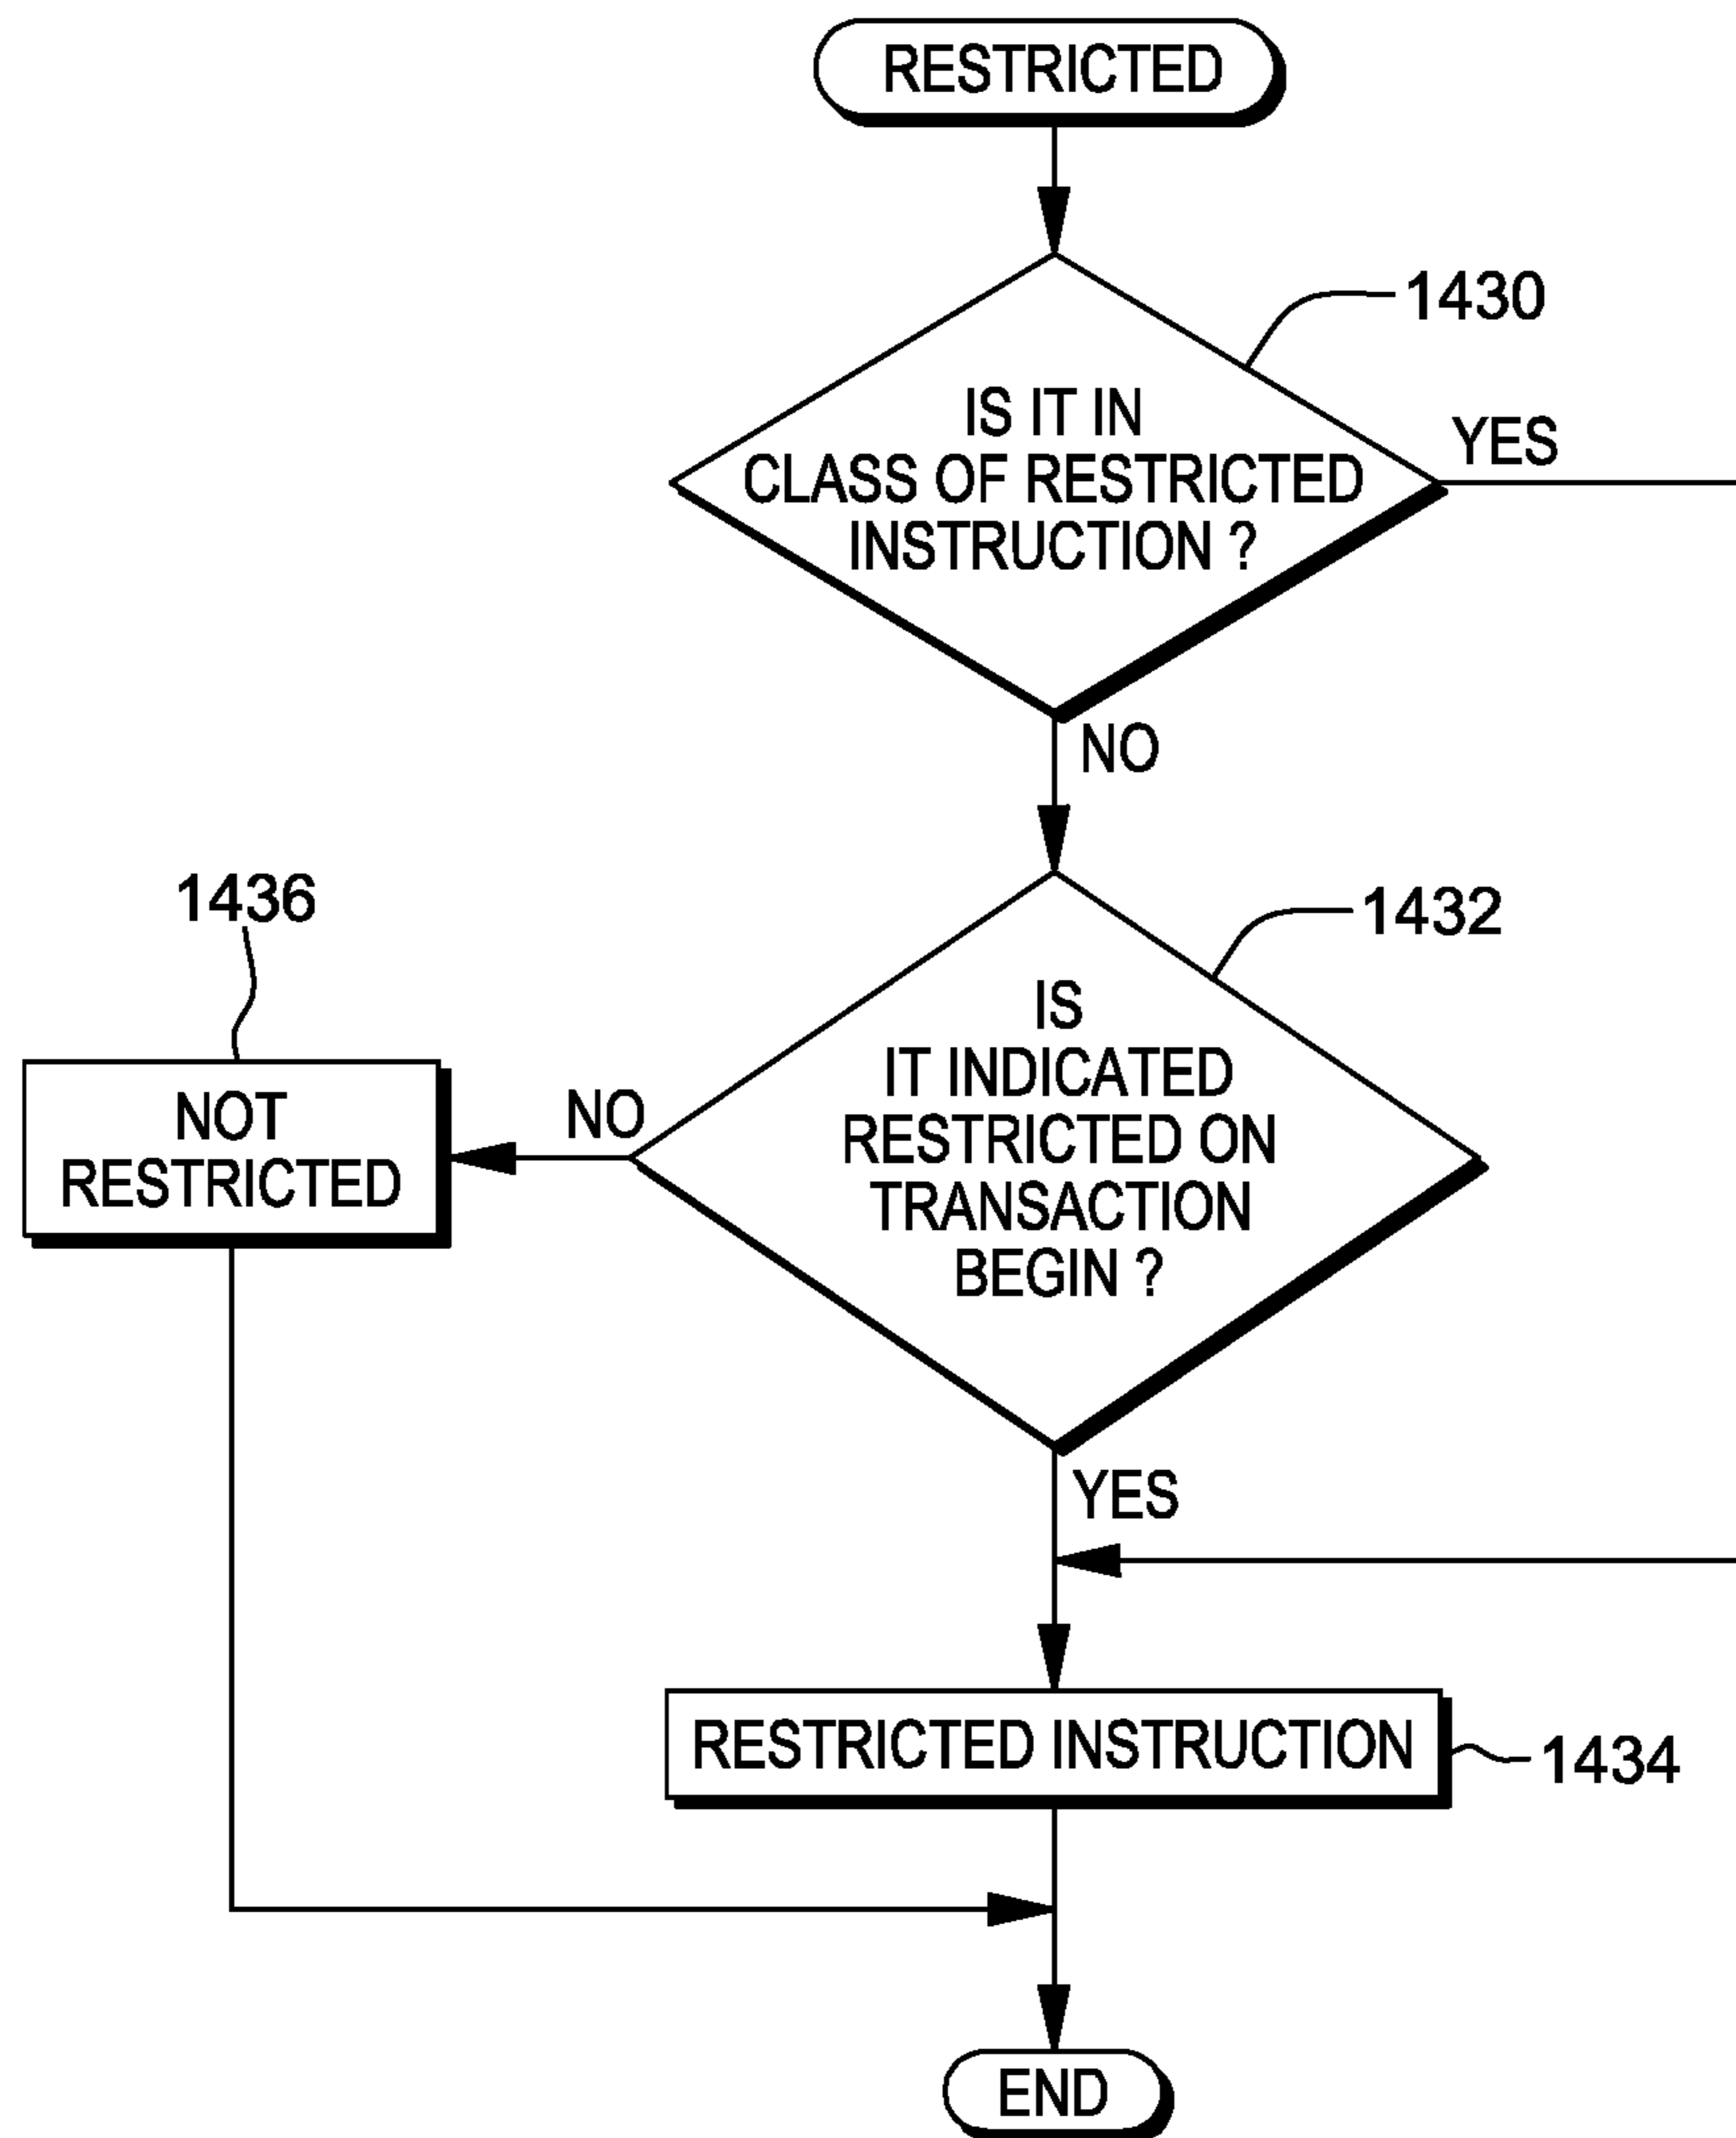 RESTRICTED
1430
IS IT IN
CLASS OF RESTRICTED
INSTRUCTION ?
YES
NO
1436
1432
IS
IT INDICATED
RESTRICTED ON
TRANSACTION
BEGIN ?
NO
NOT
RESTRICTED
YES
RESTRICTED INSTRUCTION
1434
END